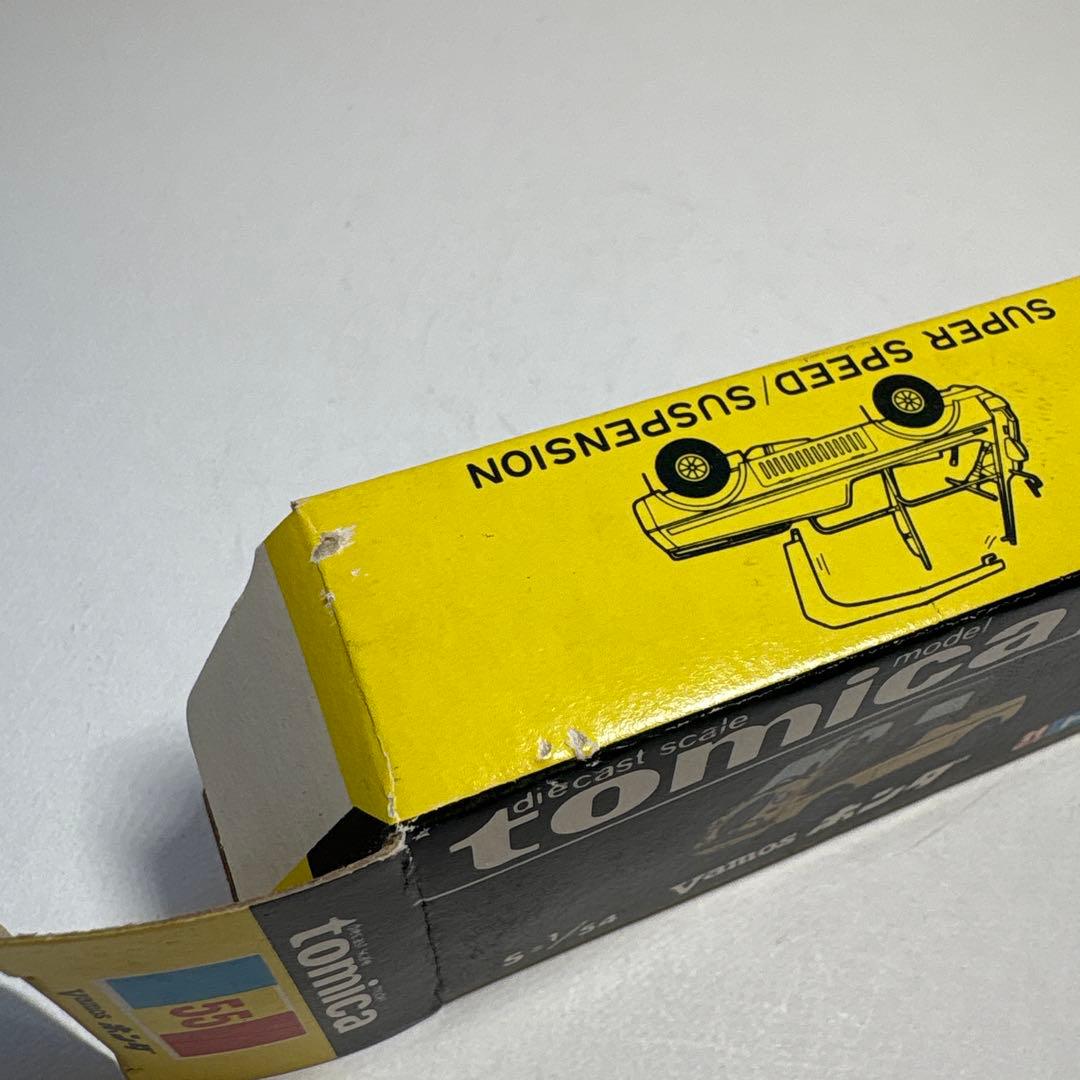 SUPER SPEED/SUSPENSION
diecast scale model
tomica
Vamos ホンダ
S=1/54
tomica
55
Vamos ホンダ